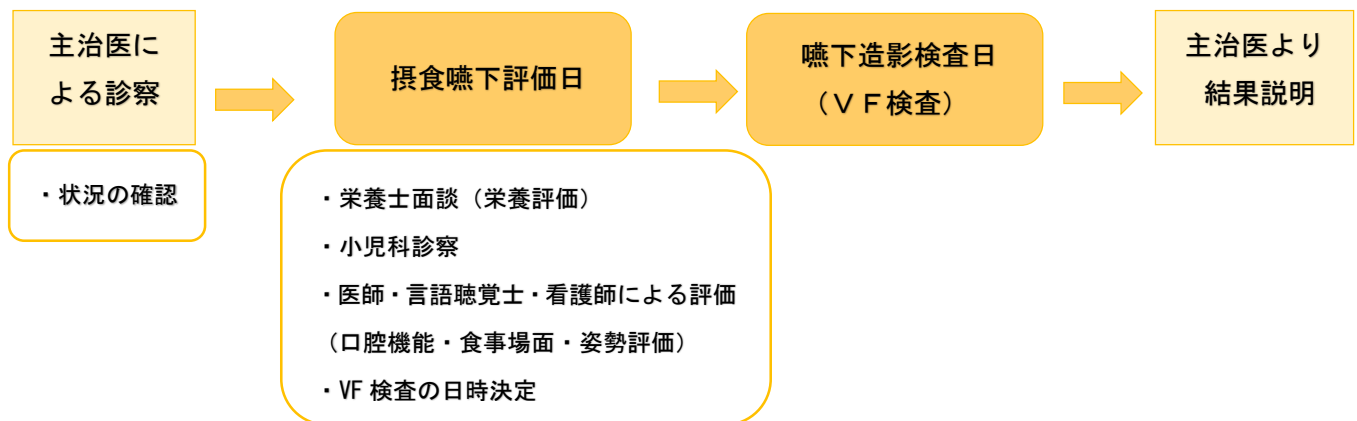 主治医に
よる診察
・状況の確認
摂食嚥下評価日
・栄養士面談（栄養評価）
・小児科診察
・医師・言語聴覚士・看護師による評価
（口腔機能・食事場面・姿勢評価）
・VF 検査の日時決定
嚥下造影検査日
（ＶＦ検査）
主治医より
結果説明